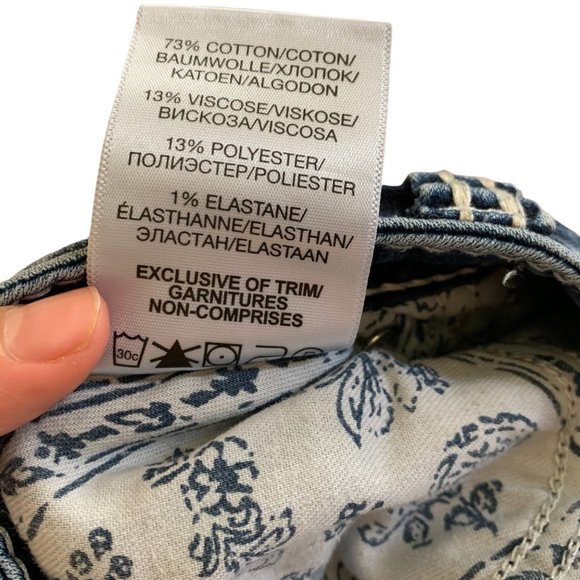 73% COTTON/COTON/
BAUMWOLLE/ХЛОПОК/
KATOEN/ALGODON
13% VISCOSE/VISKOSE/
ВИСКОЗА/VISCOSA
13% POLYESTER/
ПОЛИЭСТЕР/POLIESTER
1% ELASTANE/
ÉLASTHANNE/ELASTHAN/
ЭЛАСТАН/ELASTAAN
EXCLUSIVE OF TRIM/
GARNITURES
NON-COMPRISES
30c